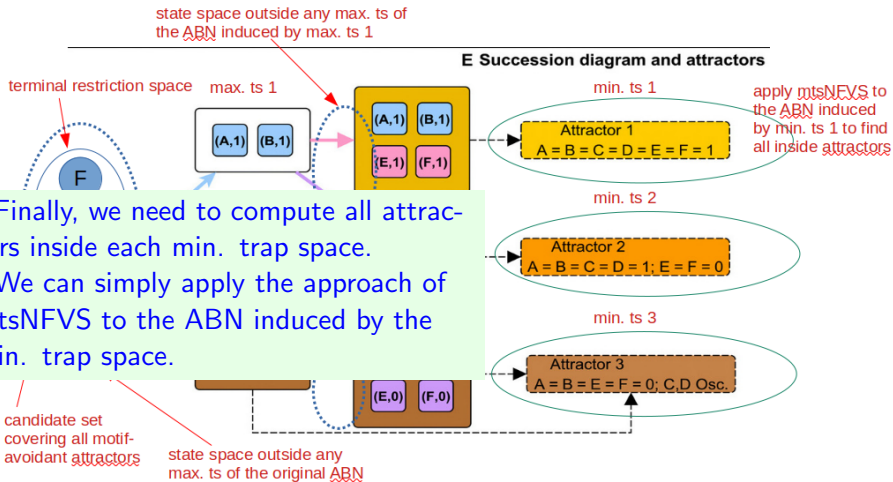 state space outside any max. ts of
the ABN induced by max. ts 1
E Succession diagram and attractors
terminal restriction space
max. ts 1
min. ts 1
apply mtsNFVS to
the ABN induced
by min. ts 1 to find
all inside attractors
(A,1) (B,1)
(A,1) (B,1)
(E,1) (F,1)
Attractor 1
A = B = C = D = E = F = 1
F
Finally, we need to compute all attrac-
rs inside each min. trap space.
We can simply apply the approach of
tsNFVS to the ABN induced by the
in. trap space.
min. ts 2
Attractor 2
A = B = C = D = 1; E = F = 0
min. ts 3
Attractor 3
A = B = E = F = 0; C,D Osc.
(E,0) (F,0)
candidate set
covering all motif-
avoidant attractors
state space outside any
max. ts of the original ABN